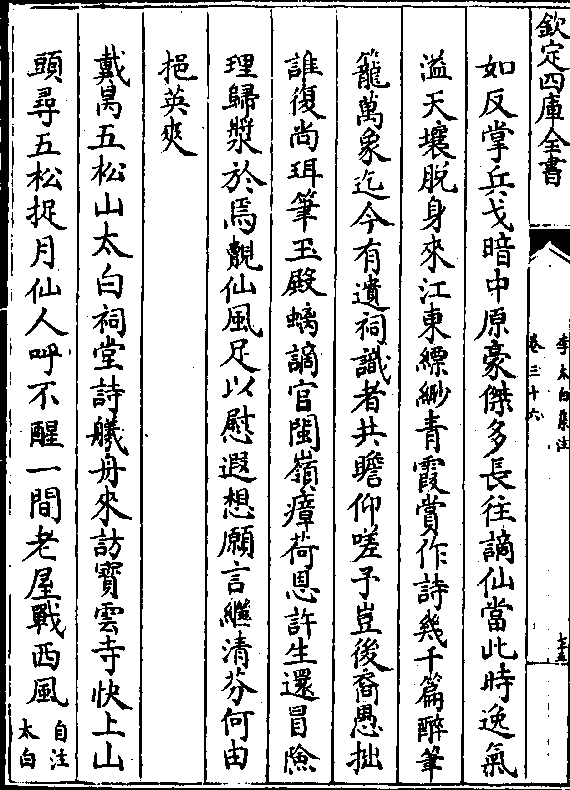 欽定四庫全書
李太白集注
卷三十六
如反掌兵戈暗中原豪傑多長往謫仙當此時逸氣
溢天壤脱身來江東縹緲青霞賞作詩幾千篇醉筆
籠萬象迄今有遺祠識者共瞻仰嗟予豈後裔愚拙
誰復尚珥筆玉殿螭謫官閩嶺瘴荷恩許生還冒險
理歸槳於焉覿仙風足以慰遐想願言繼清芬何由
挹英爽
戴昺五松山太白祠堂詩艤舟來訪寶雲寺快上山
頭尋五松捉月仙人呼不醒一間老屋戰西風
自注
太白